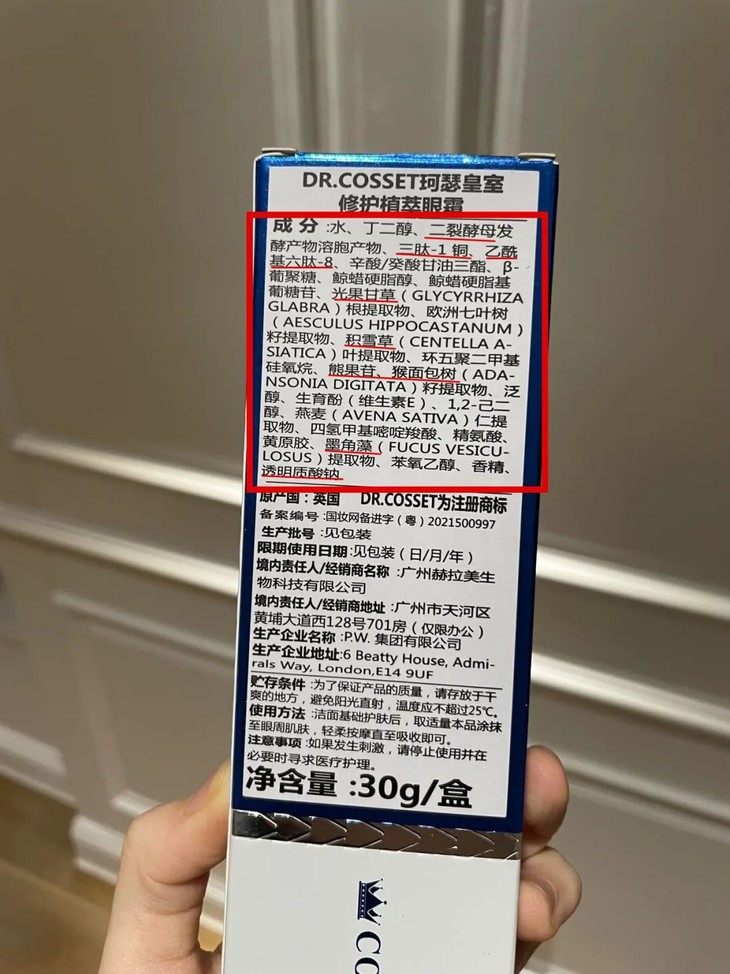 DR.COSSET珂瑟皇室
修护植萃眼霜
成分:水、丁二醇、二裂酵母发
酵产物溶胞产物、三肽-1 铜、乙酰
基六肽-8、辛酸/癸酸甘油三酯、β-
葡聚糖、鲸蜡硬脂醇、鲸蜡硬脂基
葡糖苷、光果甘草（GLYCYRRHIZA
GLABRA）根提取物、欧洲七叶树
（AESCULUS HIPPOCASTANUM）
籽提取物、积雪草（CENTELLA A-
SIATICA）叶提取物、环五聚二甲基
硅氧烷、熊果苷、猴面包树（ADA-
NSONIA DIGITATA）籽提取物、泛
醇、生育酚（维生素E）、1,2-己二
醇、燕麦（AVENA SATIVA）仁提
取物、四氢甲基嘧啶羧酸、精氨酸、
黄原胶、墨角藻（FUCUS VESICU-
LOSUS）提取物、苯氧乙醇、香精、
透明质酸钠
原产国：英国 DR.COSSET为注册商标
备案编号:国妆网备进字（粤）2021500997
生产批号:见包装
限期使用日期:见包装（日/月/年）
境内责任人/经销商名称:广州赫拉美生
物科技有限公司
境内责任人/经销商地址:广州市天河区
黄埔大道西128号701房（仅限办公）
生产企业名称:P.W. 集团有限公司
生产企业地址:6 Beatty House, Admi-
rals Way, London,E14 9UF
贮存条件:为了保证产品的质量，请存放于干
爽的地方，避免阳光直射，温度应不超过25℃。
使用方法:洁面基础护肤后，取适量本品涂抹
至眼周肌肤，轻柔按摩直至吸收即可。
注意事项:如果发生刺激，请停止使用并在
必要时寻求医疗护理。
净含量:30g/盒
CO